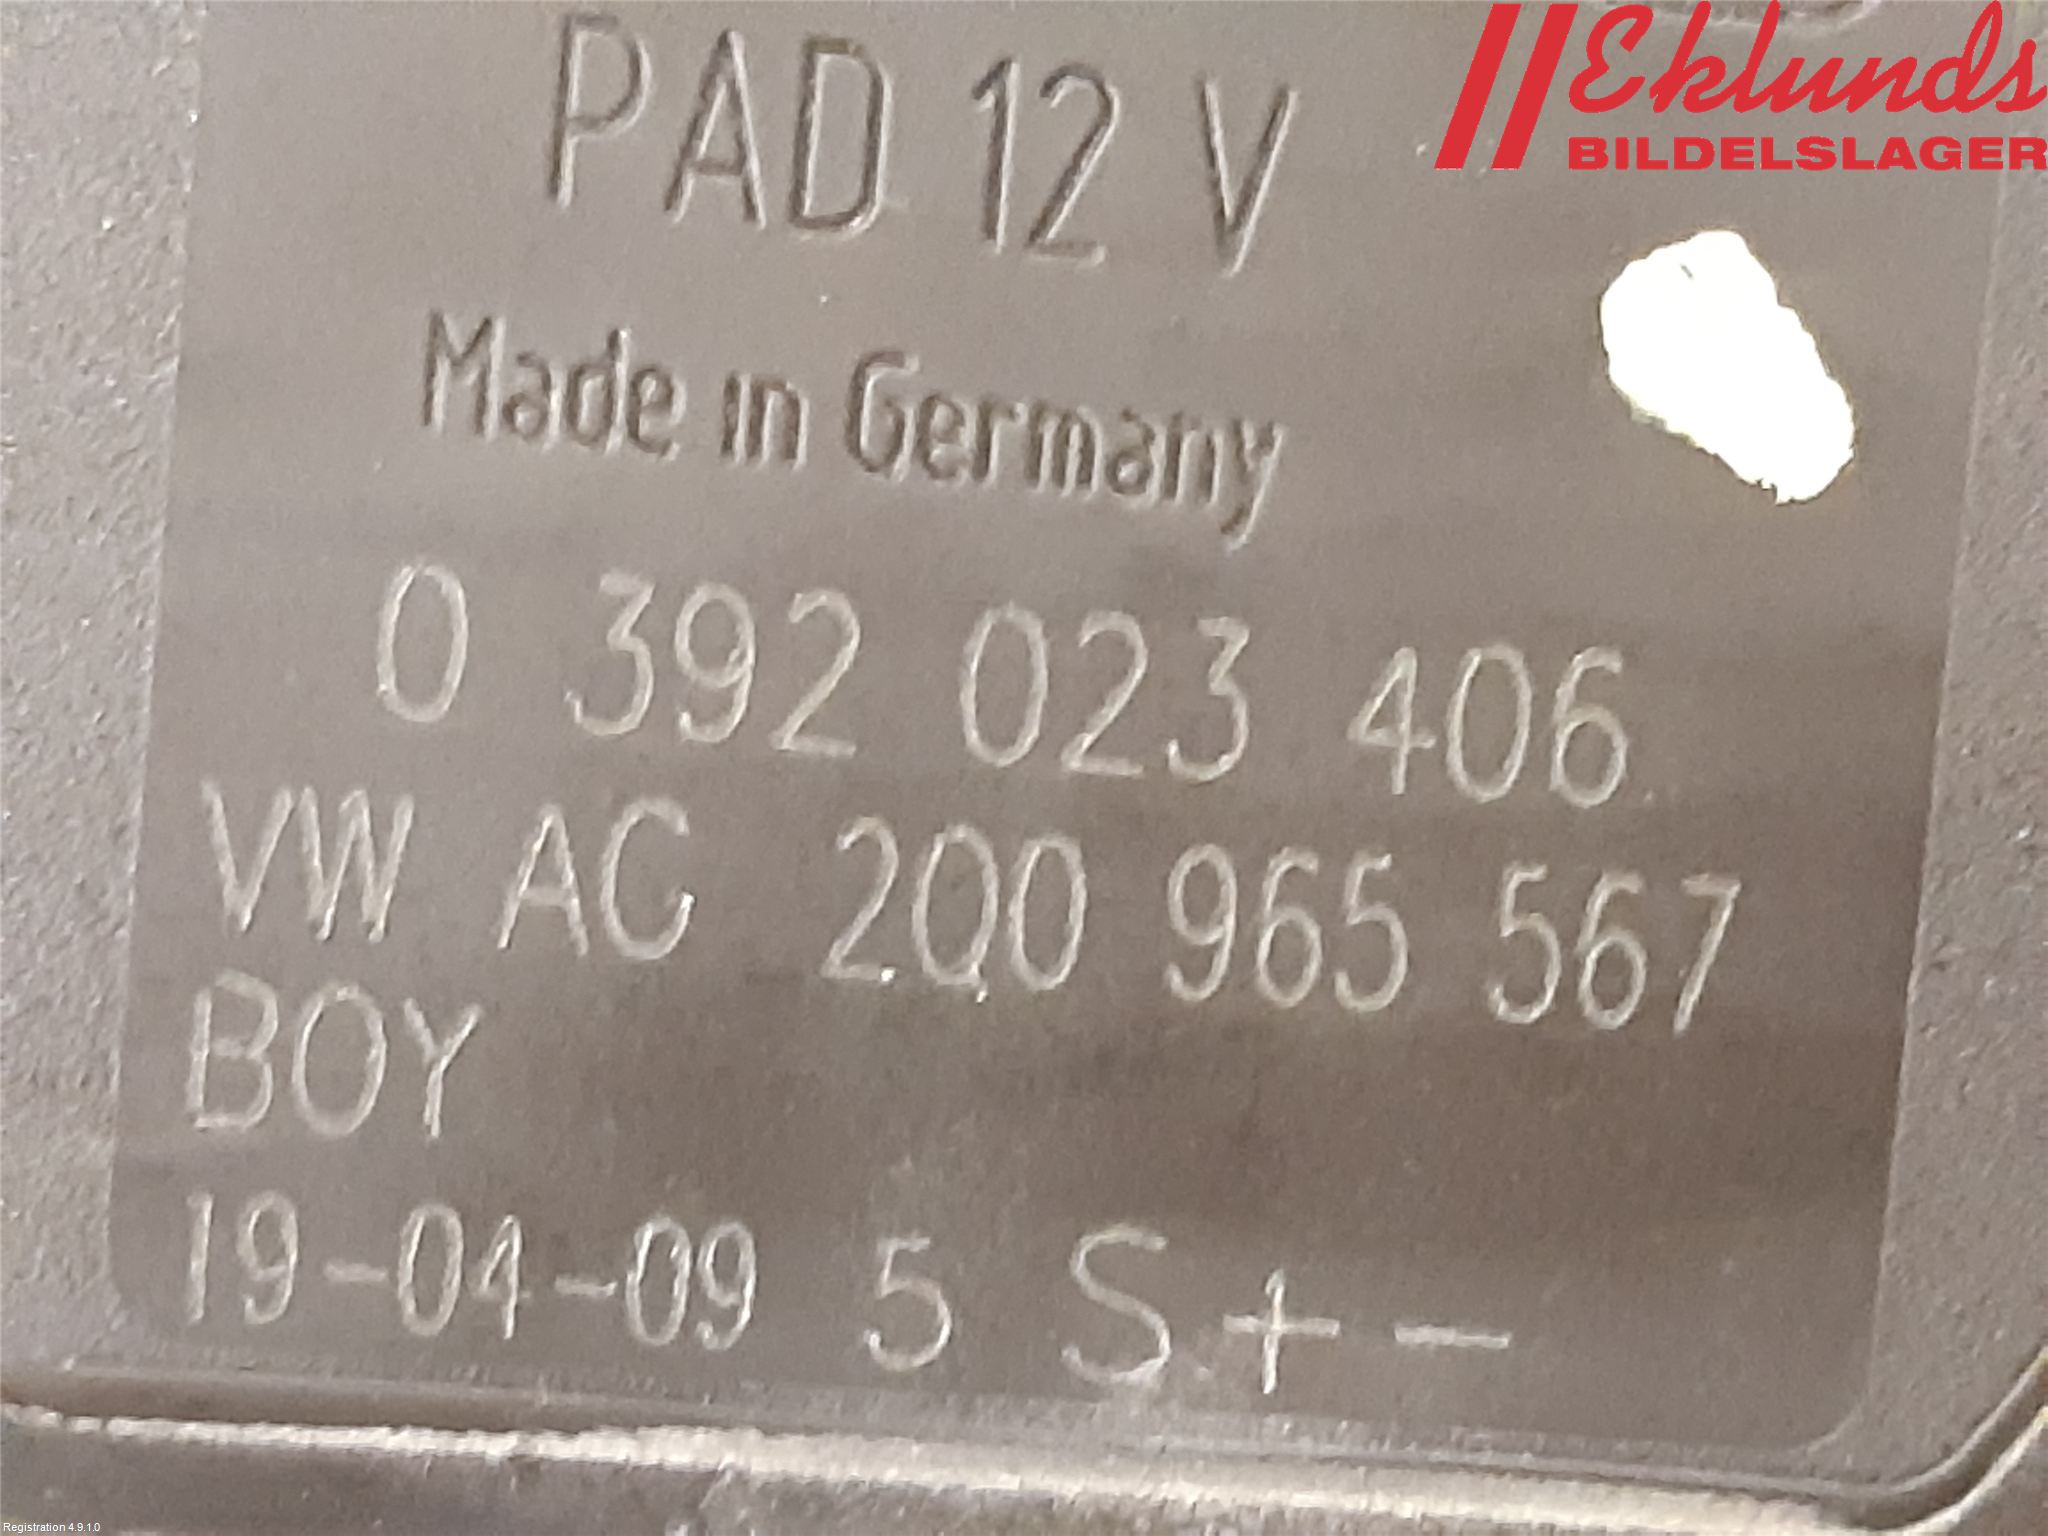 Eklunds
BILDELSLAGER
PAD 12 V
Made in Germany
0 392 023 406
VW AC 2Q0 965 567
BOY
19-04-09 5 S + -
Registration 4.9.1.0